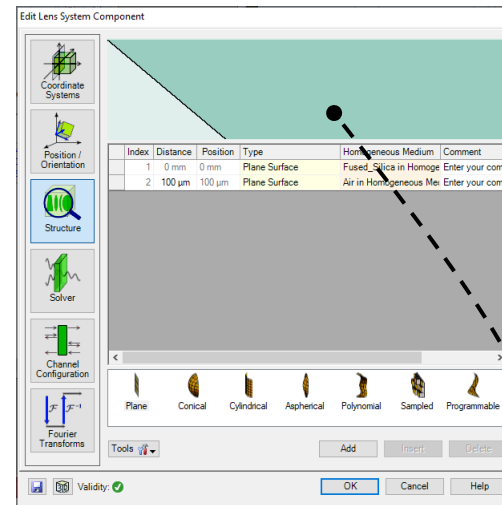 Edit Lens System Component
Coordinate
Systems
Position /
Orientation
Structure
Solver
Channel
Configuration
Fourier
Transforms
Index Distance Position Type Homogeneous Medium Comment
1 0 mm 0 mm Plane Surface Fused_Silica in Homoge Enter your com
2 100 µm 100 µm Plane Surface Air in Homogeneous Me Enter your com
Plane Conical Cylindrical Aspherical Polynomial Sampled Programmable
Tools Add Insert Delete
Validity: OK Cancel Help